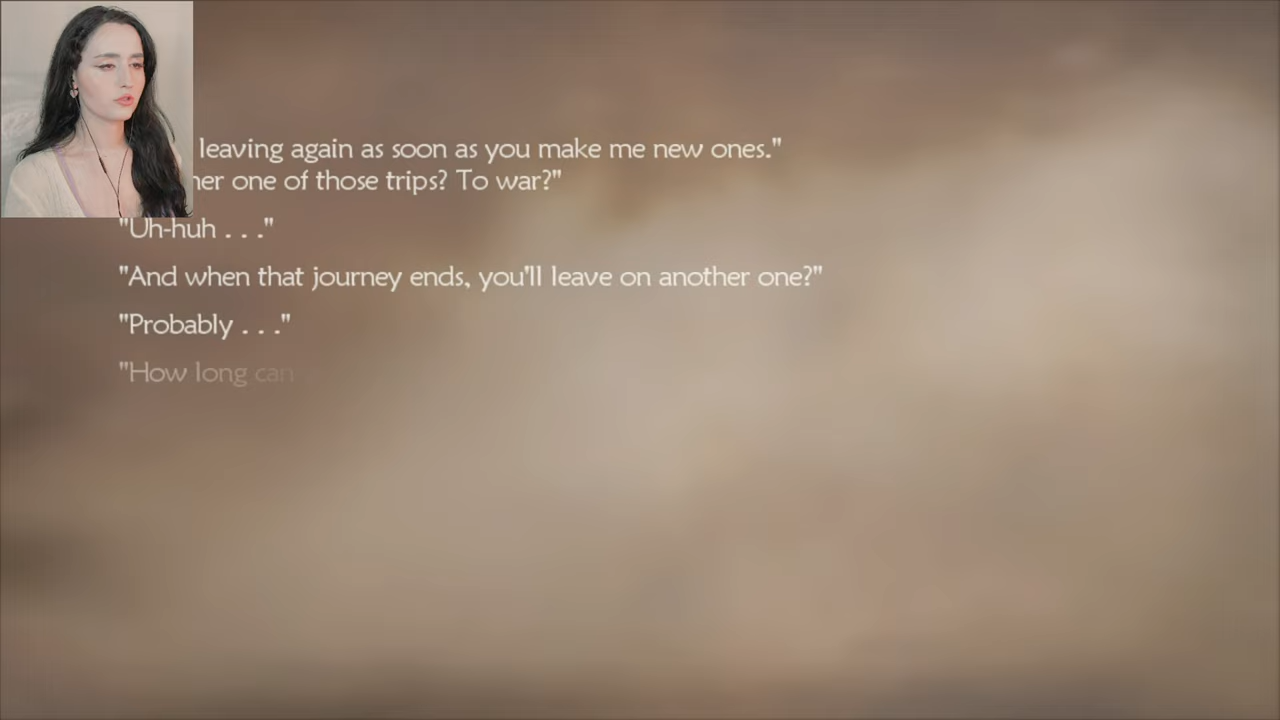 leaving again as soon as you make me new ones."
one of those trips? To war?"
"Uh-huh . . ."
"And when that journey ends, you'll leave on another one?"
"Probably . . ."
"How long can